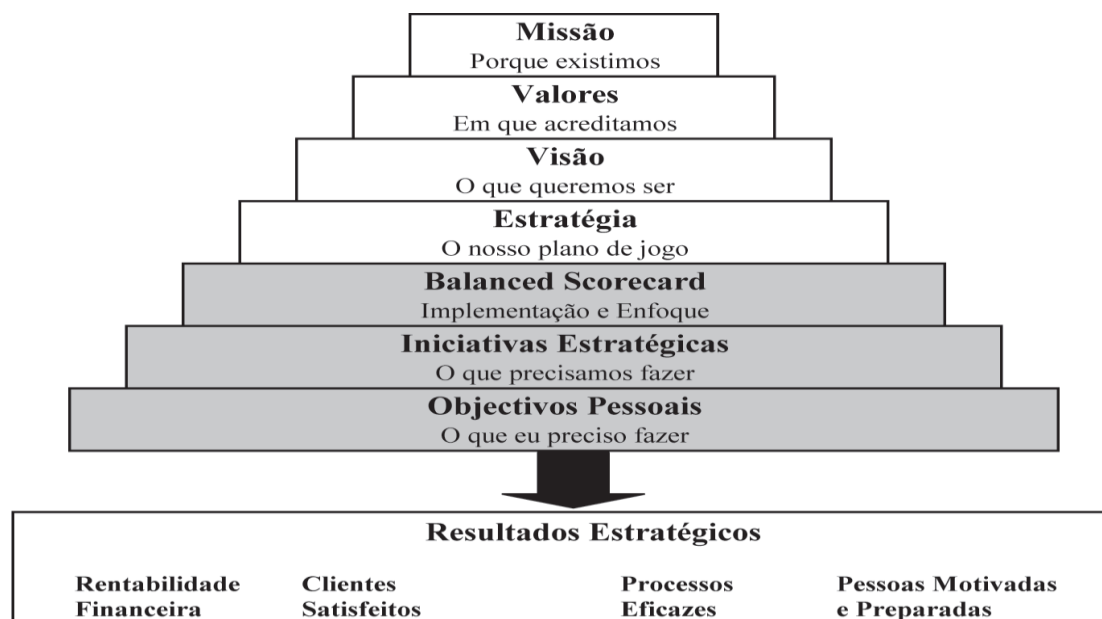 Missão
Porque existimos
Valores
Em que acreditamos
Visão
O que queremos ser
Estratégia
O nosso plano de jogo
Balanced Scorecard
Implementação e Enfoque
Iniciativas Estratégicas
O que precisamos fazer
Objectivos Pessoais
O que eu preciso fazer
Resultados Estratégicos
Rentabilidade Clientes Processos Pessoas Motivadas
Financeira Satisfeitos Eficazes e Preparadas